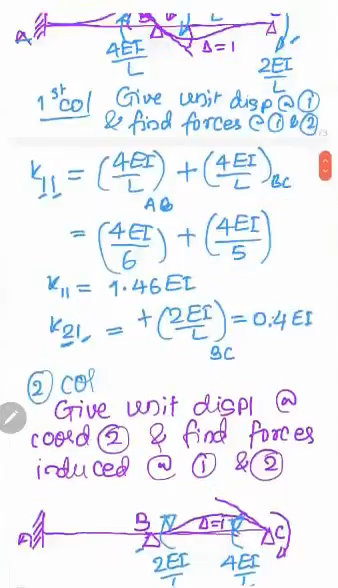 A
4EI/L
Δ=1
2EI/L
1st col Give unit disp @ ①
& find forces @ ① & ②
K11 = (4EI/L)AB + (4EI/L)BC
= (4EI/6) + (4EI/5)
K11 = 1.46EI
K21 = +(2EI/L)BC = 0.4EI
② col
Give unit displ @
coord ② & find forces
induced @ ① & ②
B Δ=1 C
2EI/L 4EI/L